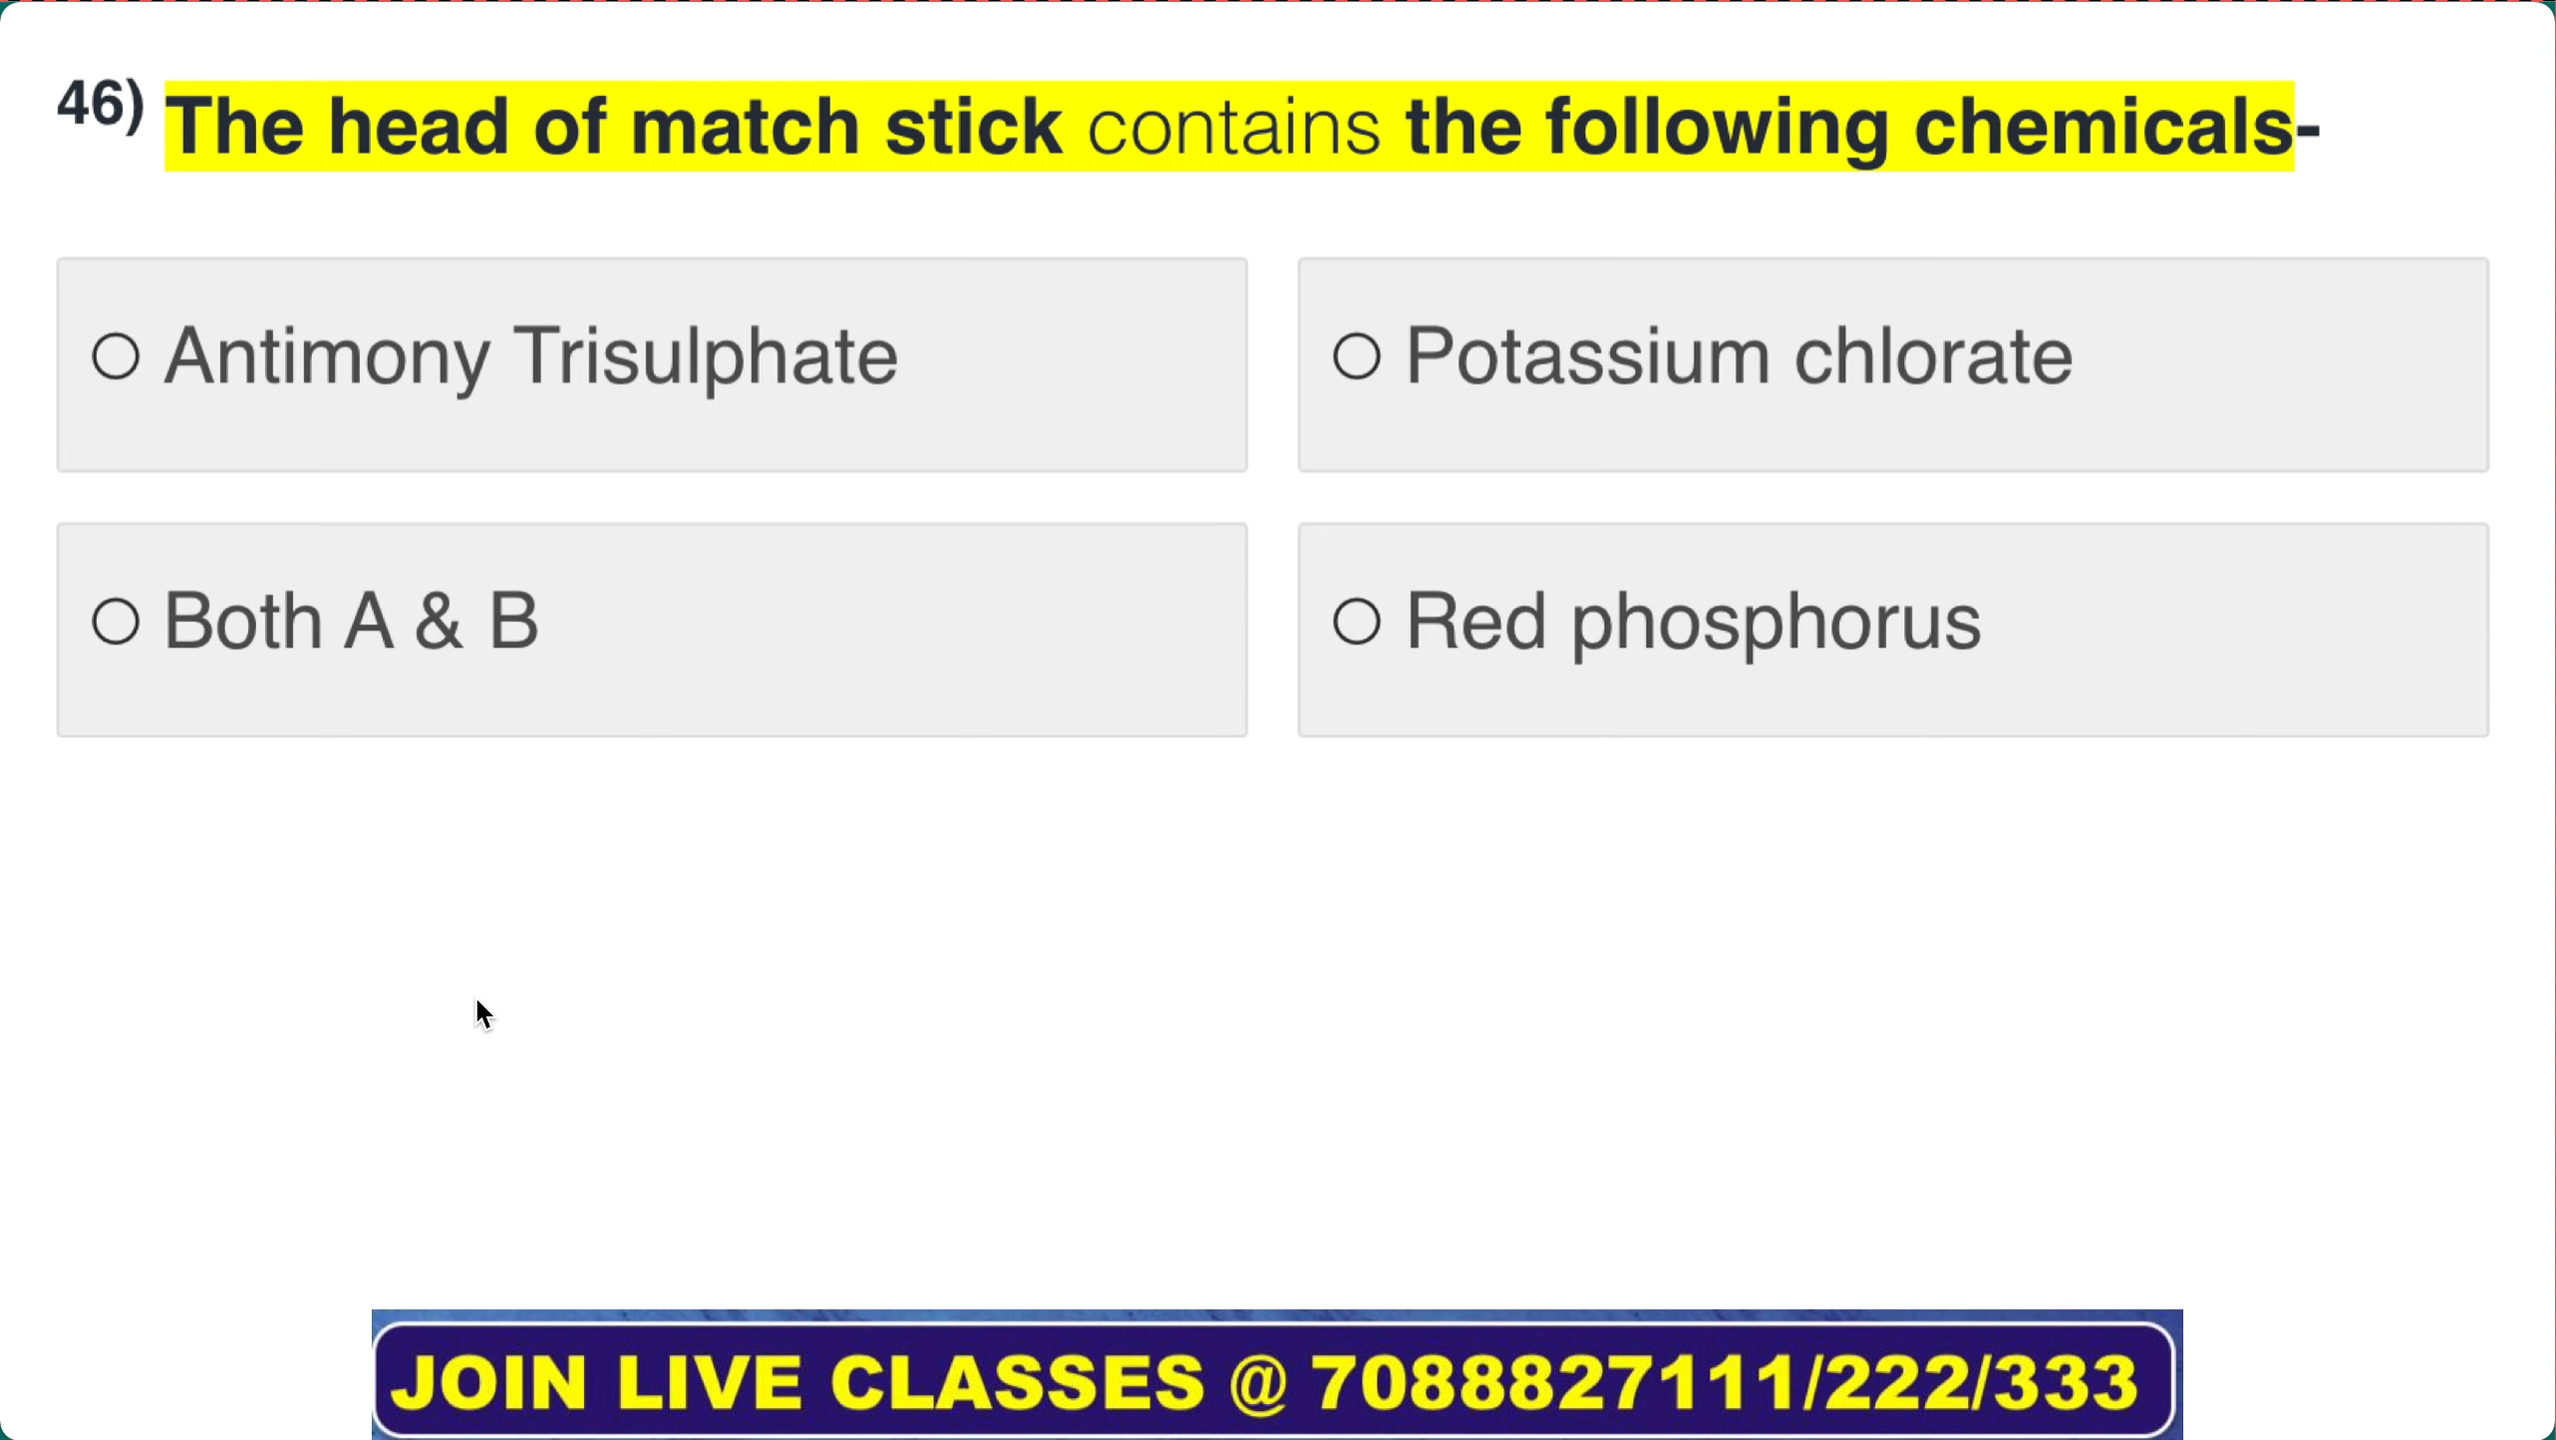 46) The head of match stick contains the following chemicals-
Antimony Trisulphate
Potassium chlorate
Both A & B
Red phosphorus
JOIN LIVE CLASSES @ 7088827111/222/333